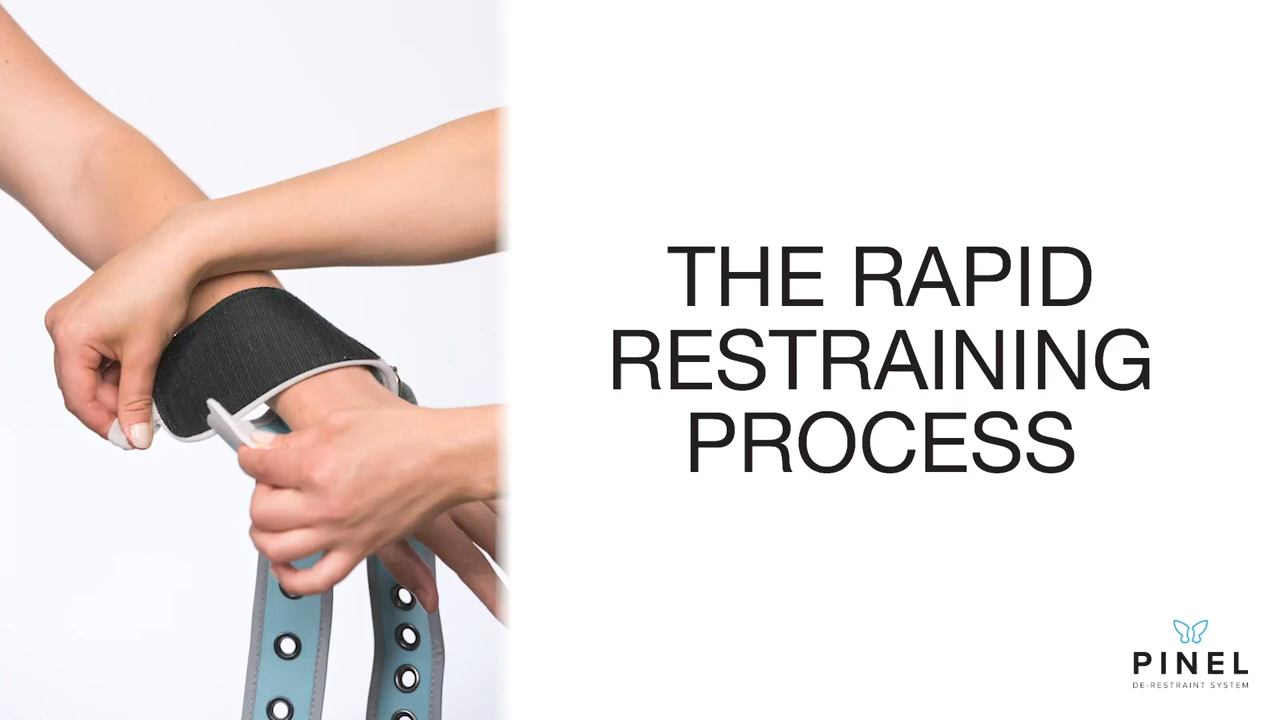 THE RAPID
RESTRAINING
PROCESS
PINEL
DE-RESTRAINT SYSTEM